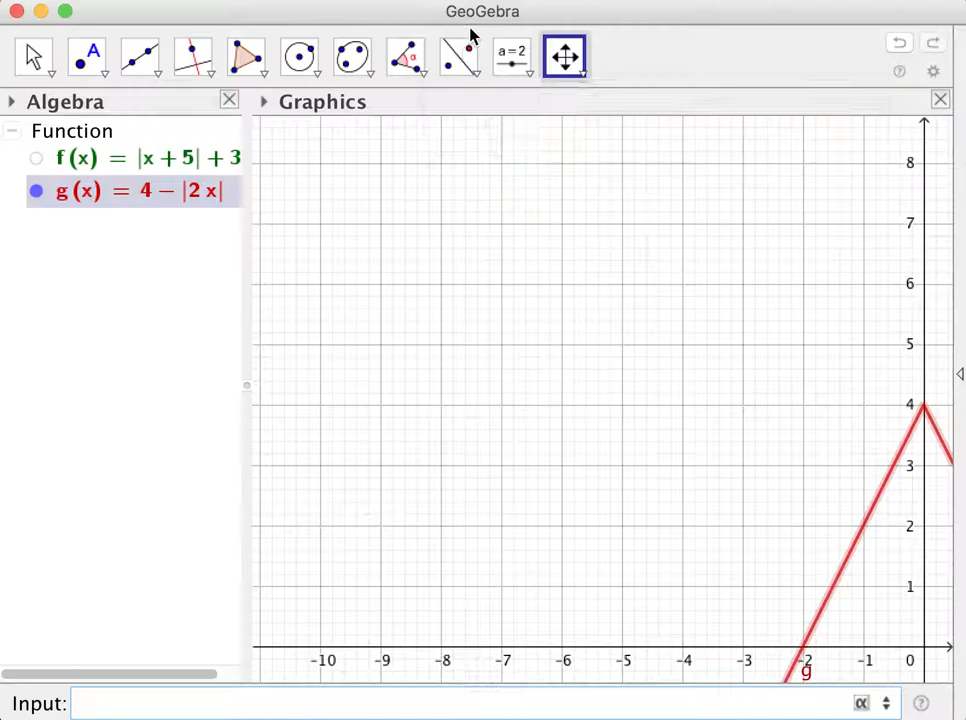 GeoGebra
A α a=2
Algebra Graphics
Function
f(x) = |x + 5| + 3
g(x) = 4 − |2 x|
8
7
6
5
4
3
2
1
-10 -9 -8 -7 -6 -5 -4 -3 -2 -1 0
g
Input: α